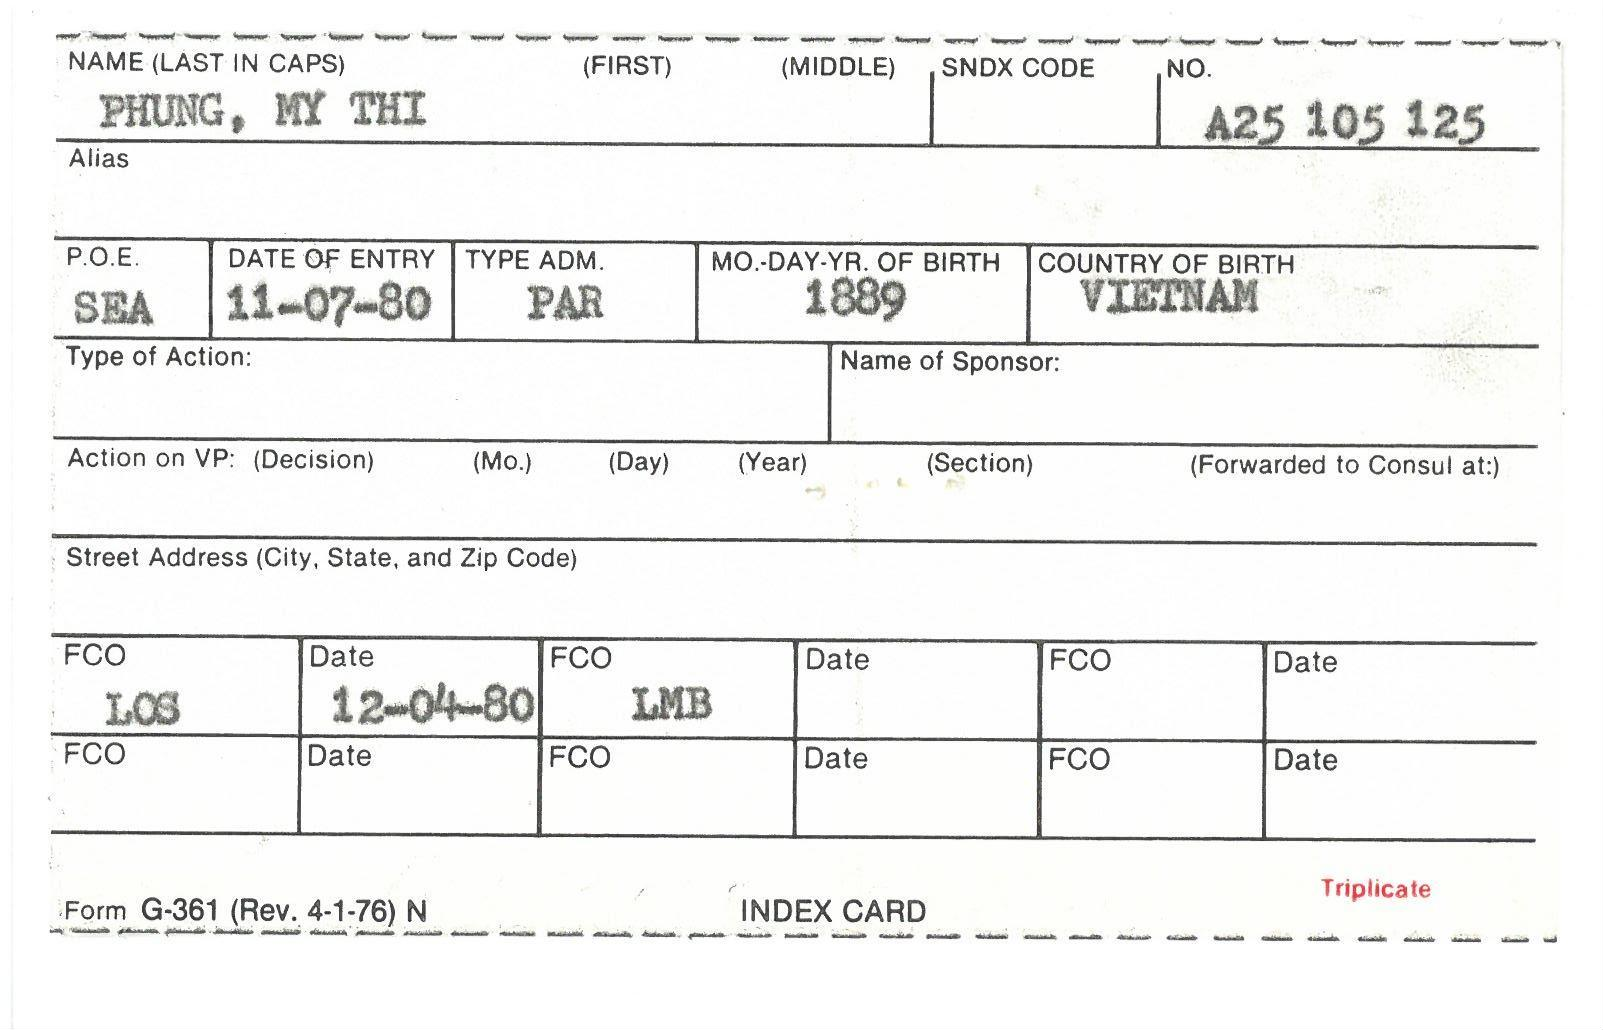 NAME (LAST IN CAPS) (FIRST) (MIDDLE) SNDX CODE NO.
PHUNG, MY THI A25 105 125
Alias
P.O.E. DATE OF ENTRY TYPE ADM. MO.-DAY-YR. OF BIRTH COUNTRY OF BIRTH
SEA 11-07-80 PAR 1889 VIETNAM
Type of Action: Name of Sponsor:
Action on VP: (Decision) (Mo.) (Day) (Year) (Section) (Forwarded to Consul at:)
Street Address (City, State, and Zip Code)
FCO Date FCO Date FCO Date
LOS 12-04-80 LMB
FCO Date FCO Date FCO Date
Triplicate
Form G-361 (Rev. 4-1-76) N INDEX CARD